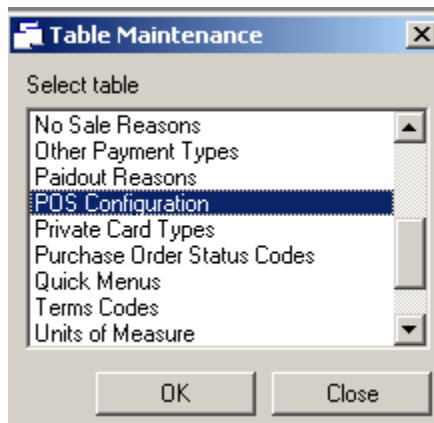 Table Maintenance
Select table
No Sale Reasons
Other Payment Types
Paidout Reasons
POS Configuration
Private Card Types
Purchase Order Status Codes
Quick Menus
Terms Codes
Units of Measure
OK Close